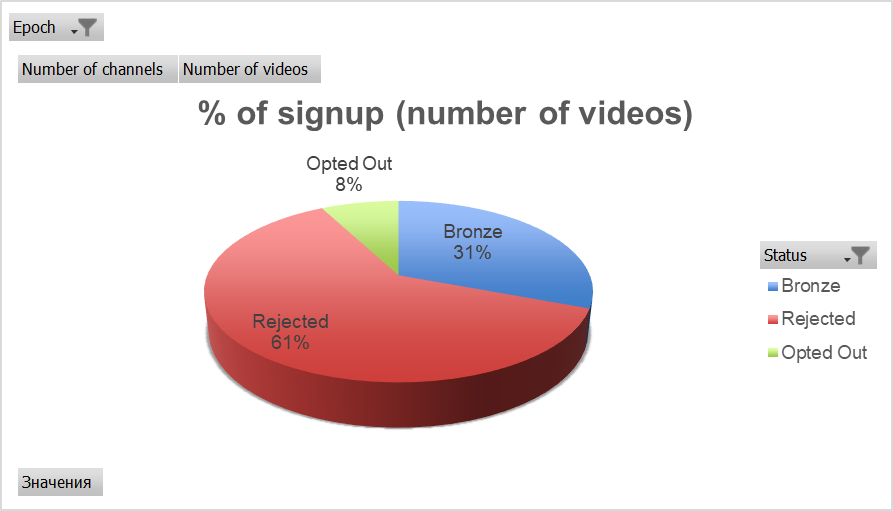 Epoch
Number of channels
Number of videos
% of signup (number of videos)
Opted Out
8%
Bronze
31%
Rejected
61%
Status
Bronze
Rejected
Opted Out
Значения